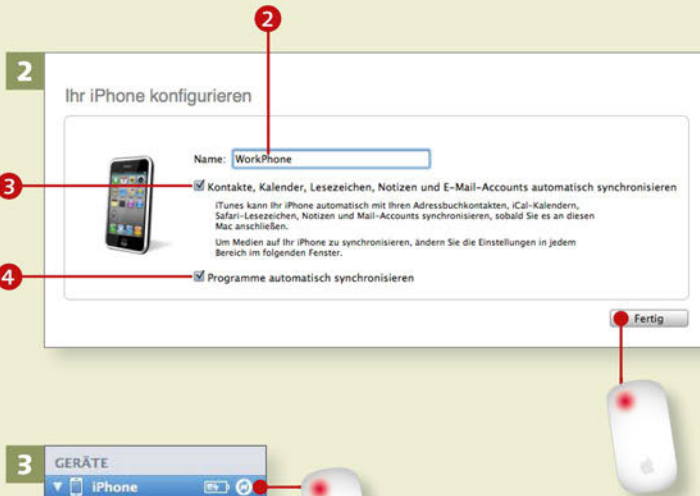 2
2
Ihr iPhone konfigurieren
Name: WorkPhone
3
Kontakte, Kalender, Lesezeichen, Notizen und E-Mail-Accounts automatisch synchronisieren
iTunes kann Ihr iPhone automatisch mit Ihren Adressbuchkontakten, iCal-Kalendern,
Safari-Lesezeichen, Notizen und Mail-Accounts synchronisieren, sobald Sie es an diesen
Mac anschließen.
Um Medien auf Ihr iPhone zu synchronisieren, ändern Sie die Einstellungen in jedem
Bereich im folgenden Fenster.
4
Programme automatisch synchronisieren
Fertig
3
GERÄTE
iPhone